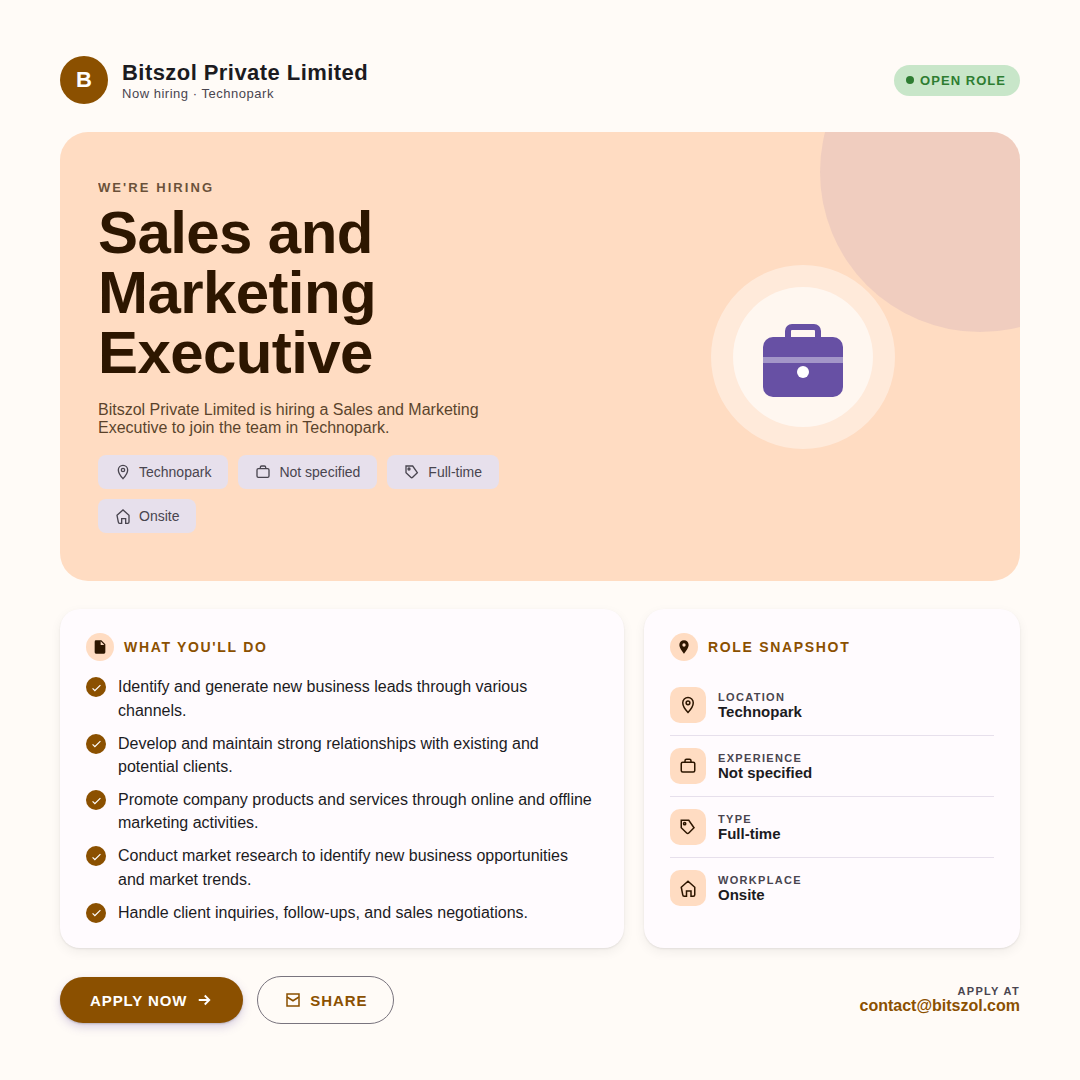 B
Bitszol Private Limited
Now hiring · Technopark
OPEN ROLE
WE'RE HIRING
Sales and
Marketing
Executive
Bitszol Private Limited is hiring a Sales and Marketing
Executive to join the team in Technopark.
Technopark
Not specified
Full-time
Onsite
WHAT YOU'LL DO
Identify and generate new business leads through various
channels.
Develop and maintain strong relationships with existing and
potential clients.
Promote company products and services through online and offline
marketing activities.
Conduct market research to identify new business opportunities
and market trends.
Handle client inquiries, follow-ups, and sales negotiations.
ROLE SNAPSHOT
LOCATION
Technopark
EXPERIENCE
Not specified
TYPE
Full-time
WORKPLACE
Onsite
APPLY NOW
SHARE
APPLY AT
contact@bitszol.com